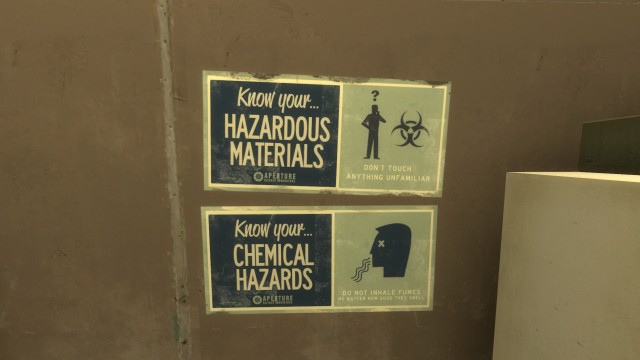 Know your...
HAZARDOUS
MATERIALS
APERTURE
?
DON'T TOUCH
ANYTHING UNFAMILIAR
Know your...
CHEMICAL
HAZARDS
APERTURE
DO NOT INHALE FUMES
NO MATTER HOW GOOD THEY SMELL